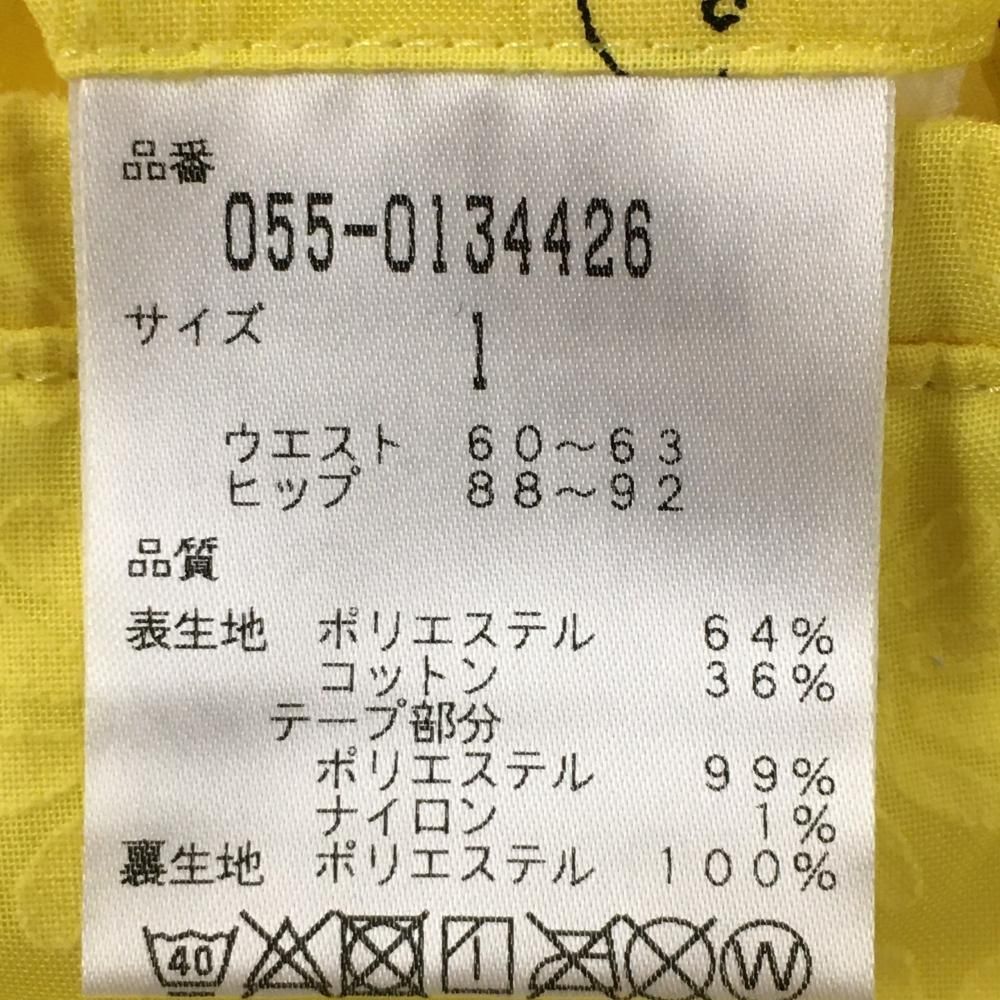 品番
055-0134426
サイズ 1
ウエスト 60～63
ヒップ 88～92
品質
表生地 ポリエステル 64%
コットン 36%
テープ部分
ポリエステル 99%
ナイロン 1%
裏生地 ポリエステル 100%
40 W